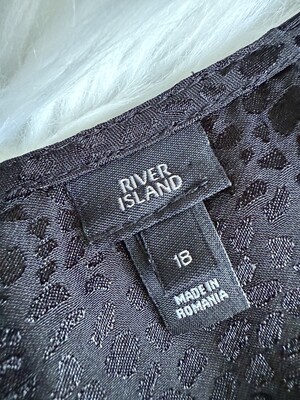 RIVER
ISLAND
18
MADE IN
ROMANIA